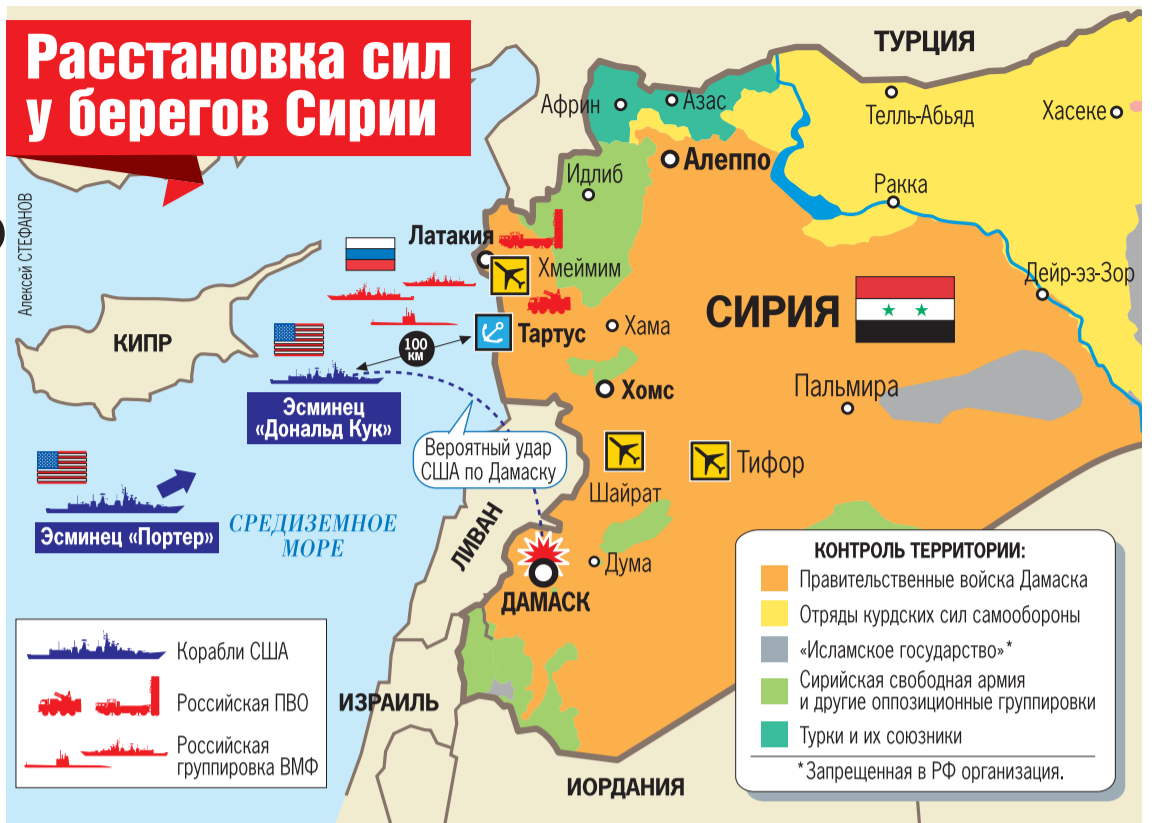 Расстановка сил
у берегов Сирии
Алексей СТЕФАНОВ
ТУРЦИЯ
Африн
Азас
Телль-Абьяд
Хасеке
Алеппо
Идлиб
Ракка
Латакия
Хмеймим
Дейр-эз-Зор
СИРИЯ
КИПР
Тартус
Хама
100
КМ
Хомс
Пальмира
Эсминец
«Дональд Кук»
Вероятный удар
США по Дамаску
Тифор
Шайрат
Эсминец «Портер»
СРЕДИЗЕМНОЕ
МОРЕ
ЛИВАН
Дума
ДАМАСК
ИЗРАИЛЬ
ИОРДАНИЯ
Корабли США
Российская ПВО
Российская
группировка ВМФ
КОНТРОЛЬ ТЕРРИТОРИИ:
Правительственные войска Дамаска
Отряды курдских сил самообороны
«Исламское государство»*
Сирийская свободная армия
и другие оппозиционные группировки
Турки и их союзники
*Запрещенная в РФ организация.